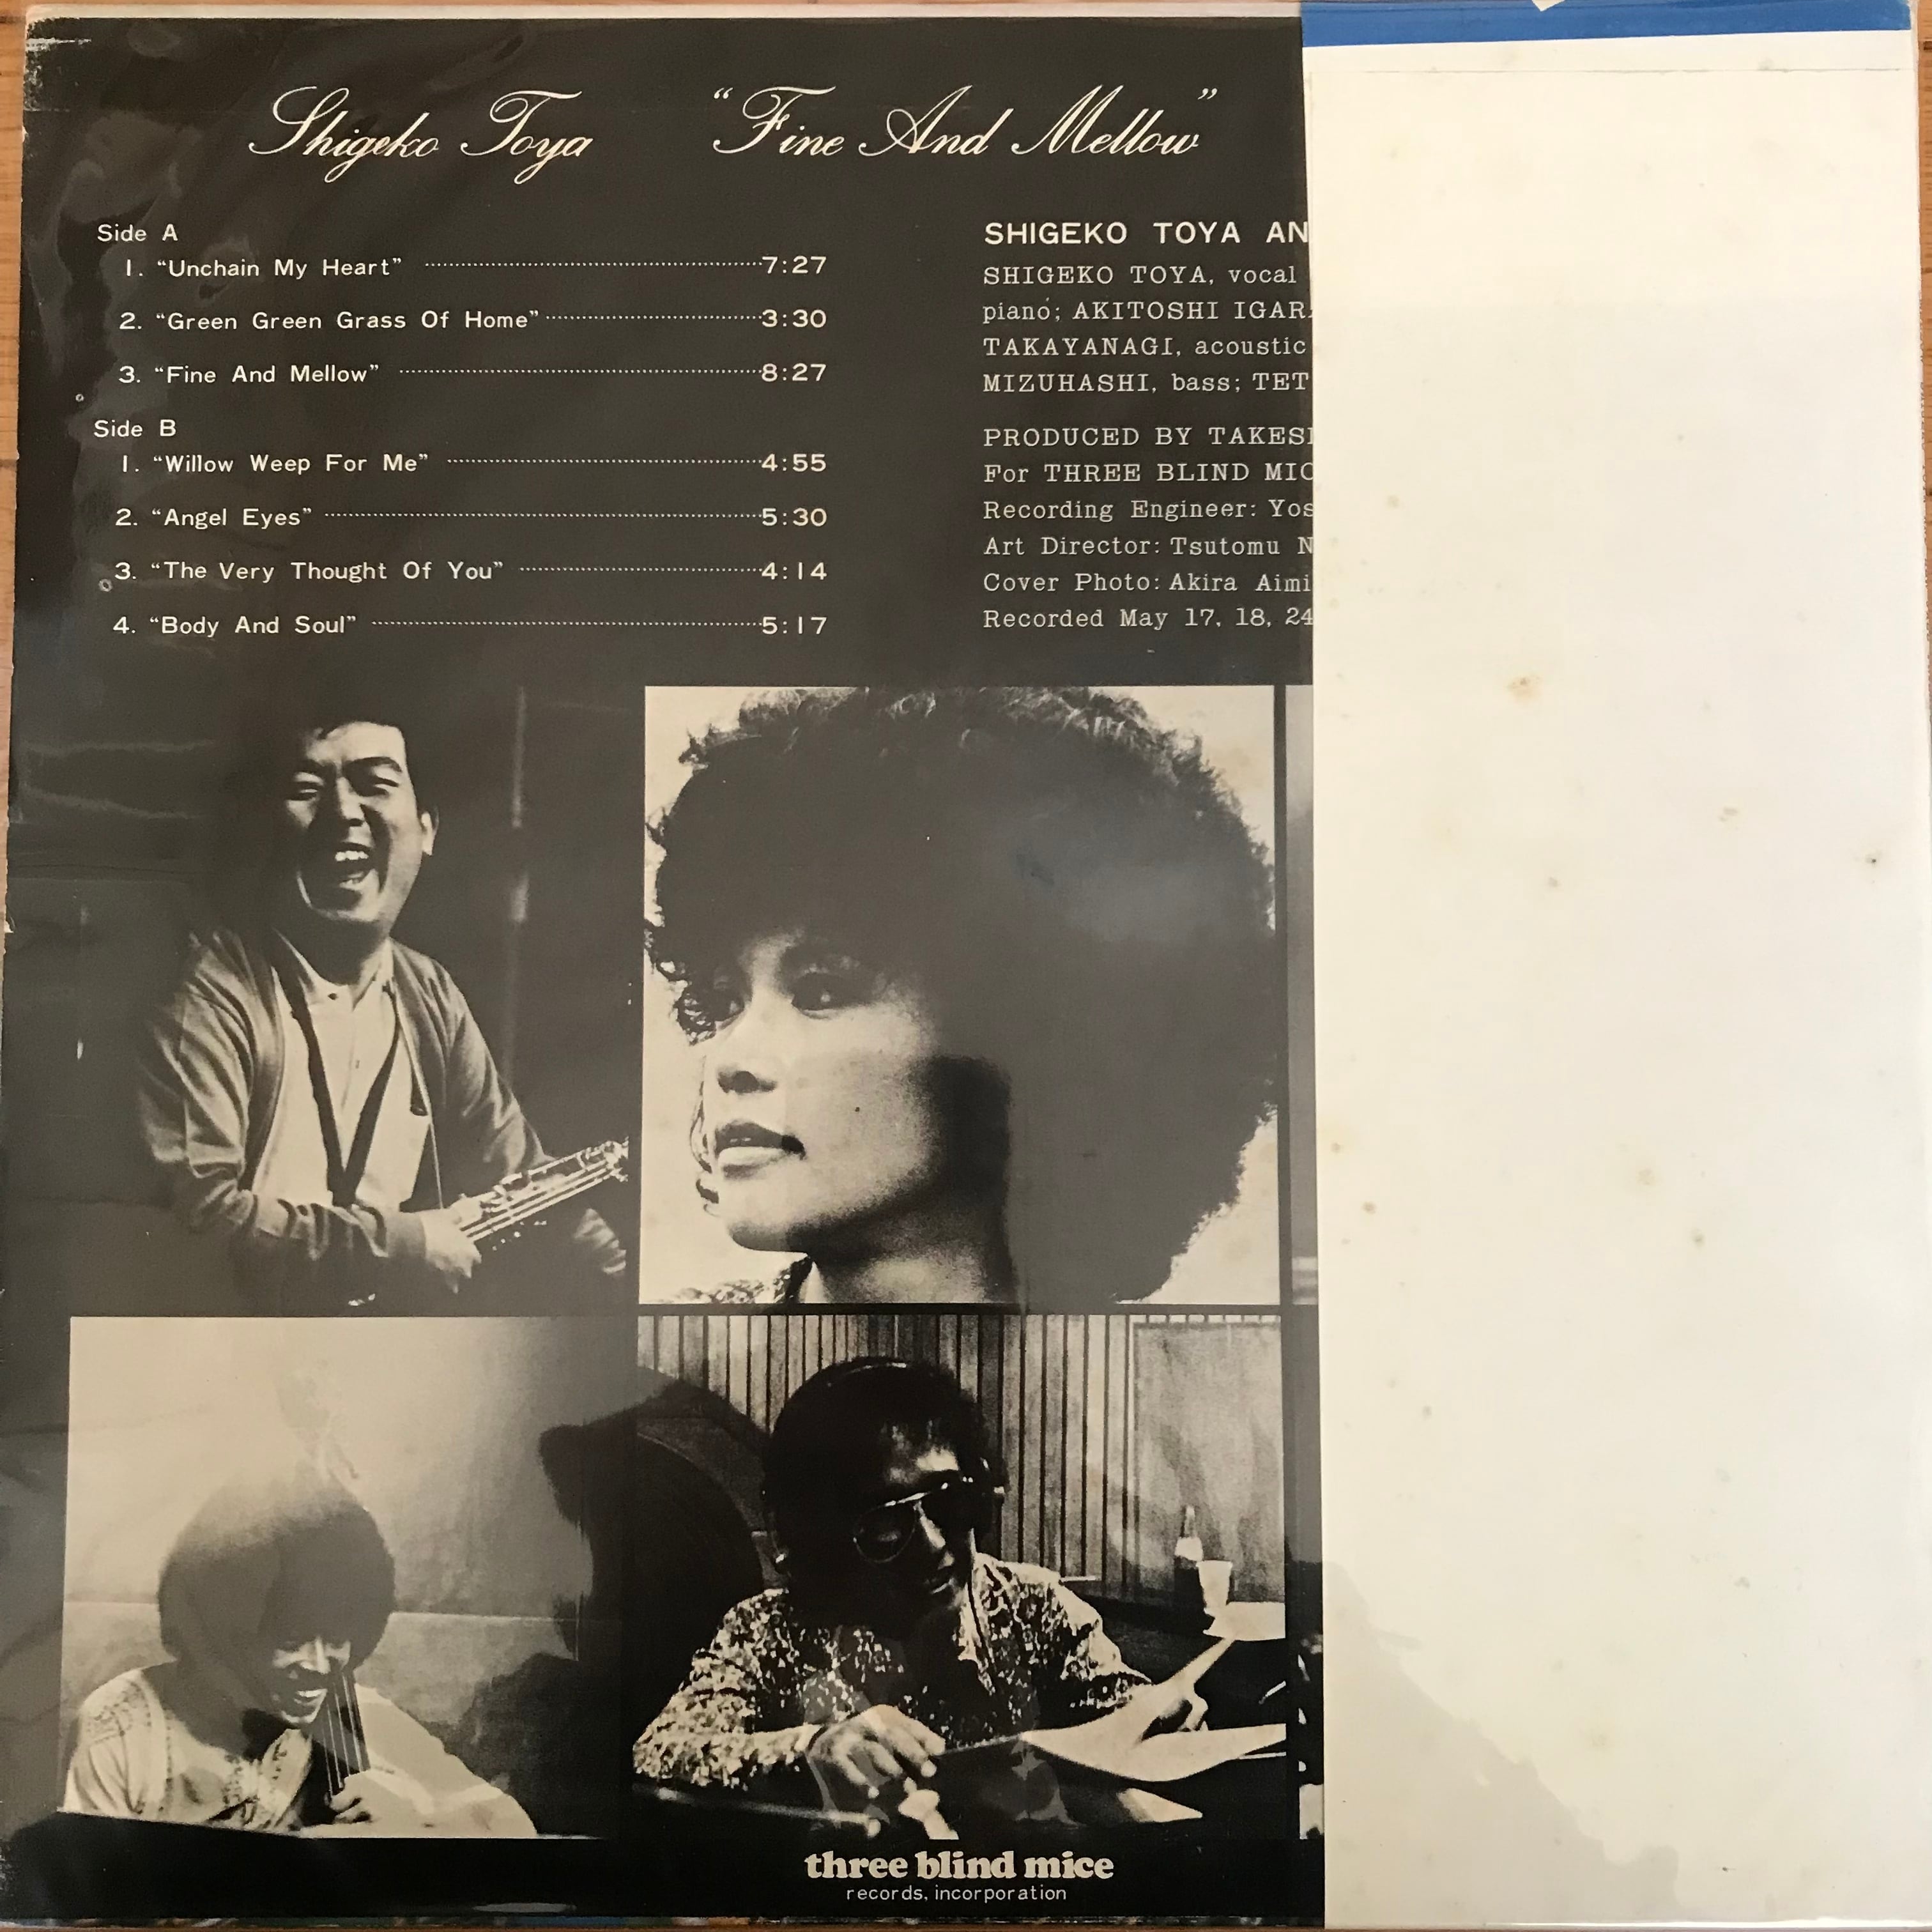 Shigeko Toya “Fine And Mellow”
Side A
1. “Unchain My Heart” 7:27
2. “Green Green Grass Of Home” 3:30
3. “Fine And Mellow” 8:27
Side B
1. “Willow Weep For Me” 4:55
2. “Angel Eyes” 5:30
3. “The Very Thought Of You” 4:14
4. “Body And Soul” 5:17
SHIGEKO TOYA AN
SHIGEKO TOYA, vocal
piano; AKITOSHI IGAR
TAKAYANAGI, acoustic
MIZUHASHI, bass; TET
PRODUCED BY TAKES
For THREE BLIND MIC
Recording Engineer: Yos
Art Director: Tsutomu N
Cover Photo: Akira Aimi
Recorded May 17, 18, 24
three blind mice
records, incorporation